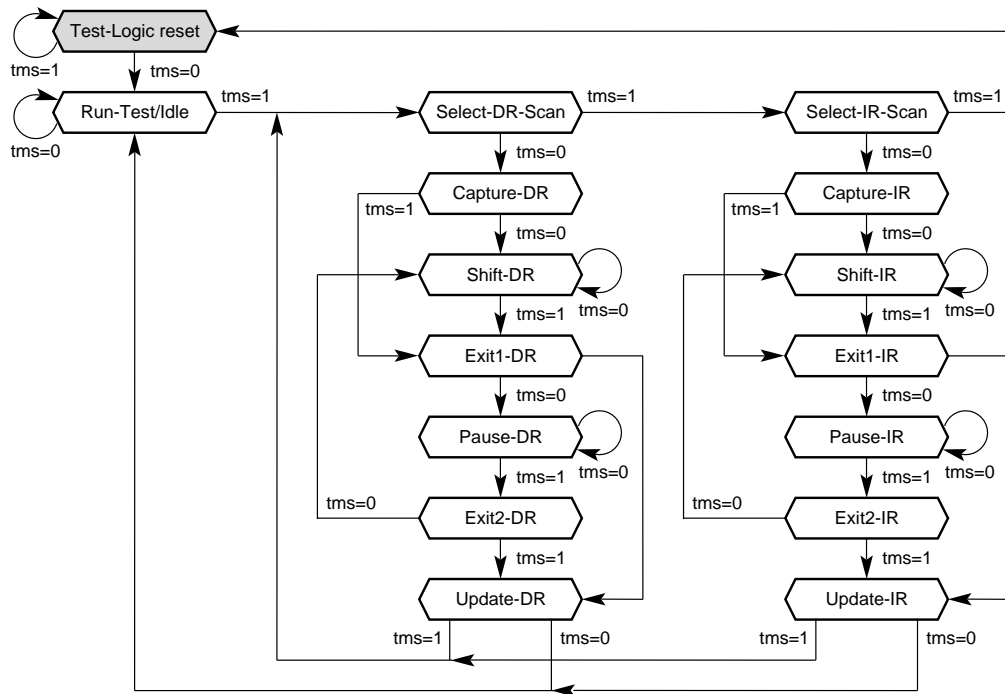 Test-Logic reset
tms=1
tms=0
Run-Test/Idle
tms=1
Select-DR-Scan
tms=1
Select-IR-Scan
tms=1
tms=0
tms=0
tms=0
Capture-DR
Capture-IR
tms=1
tms=1
tms=0
tms=0
Shift-DR
Shift-IR
tms=0
tms=0
tms=1
tms=1
Exit1-DR
Exit1-IR
tms=0
tms=0
Pause-DR
Pause-IR
tms=0
tms=0
tms=1
tms=1
tms=0
tms=0
Exit2-DR
Exit2-IR
tms=1
tms=1
Update-DR
Update-IR
tms=1
tms=0
tms=1
tms=0